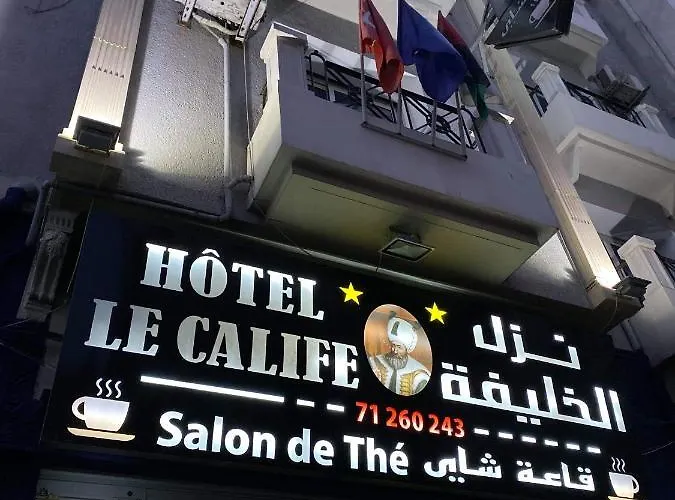 HÔTEL
LE CALIFE
نزل
الخليفة
71 260 243
Salon de Thé قاعة شاي